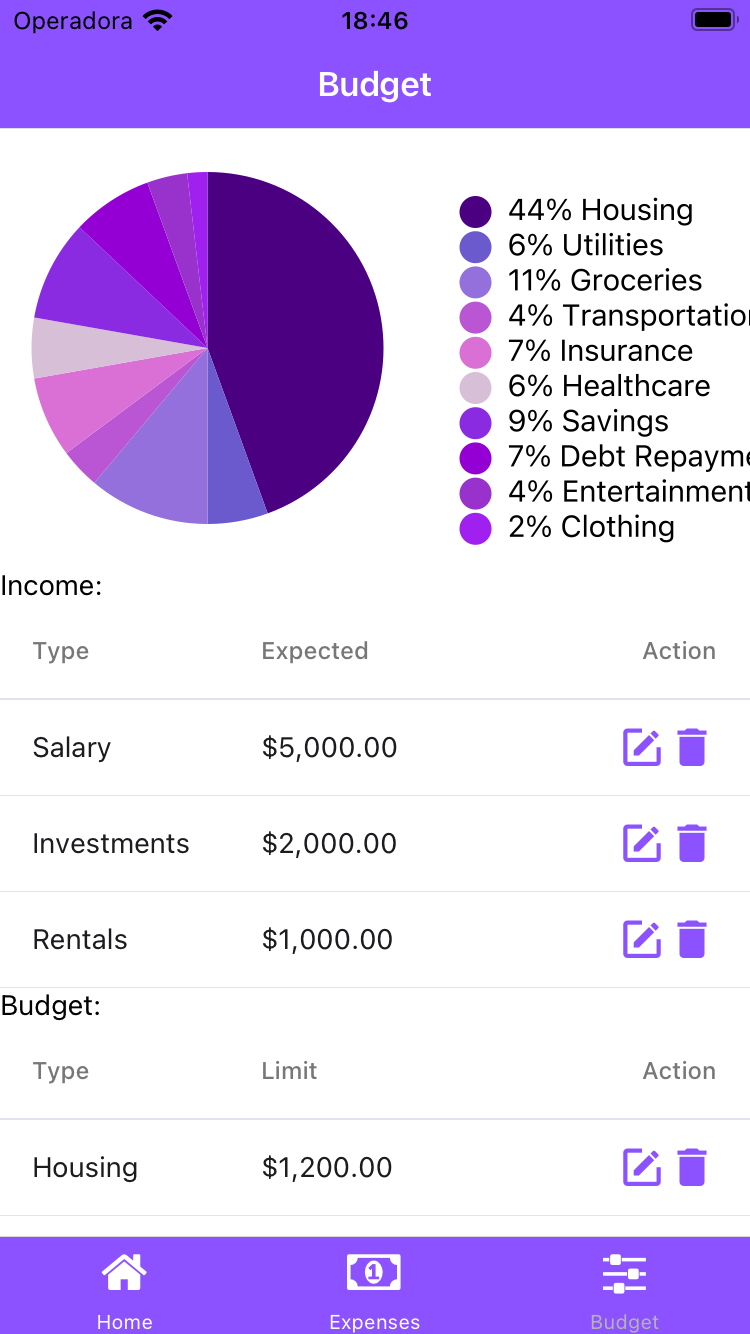 Operadora 18:46
Budget
44% Housing
6% Utilities
11% Groceries
4% Transportatio
7% Insurance
6% Healthcare
9% Savings
7% Debt Repayme
4% Entertainment
2% Clothing
Income:
Type Expected Action
Salary $5,000.00
Investments $2,000.00
Rentals $1,000.00
Budget:
Type Limit Action
Housing $1,200.00
1
Home Expenses Budget